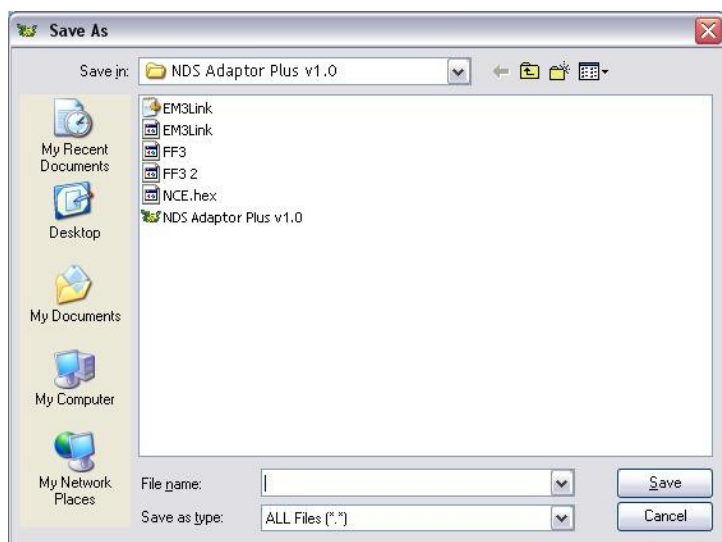 Save As
Save in: NDS Adaptor Plus v1.0
My Recent
Documents
Desktop
My Documents
My Computer
My Network
Places
EM3Link
EM3Link
FF3
FF3 2
NCE.hex
NDS Adaptor Plus v1.0
File name:
Save
Save as type: ALL Files (*.*)
Cancel